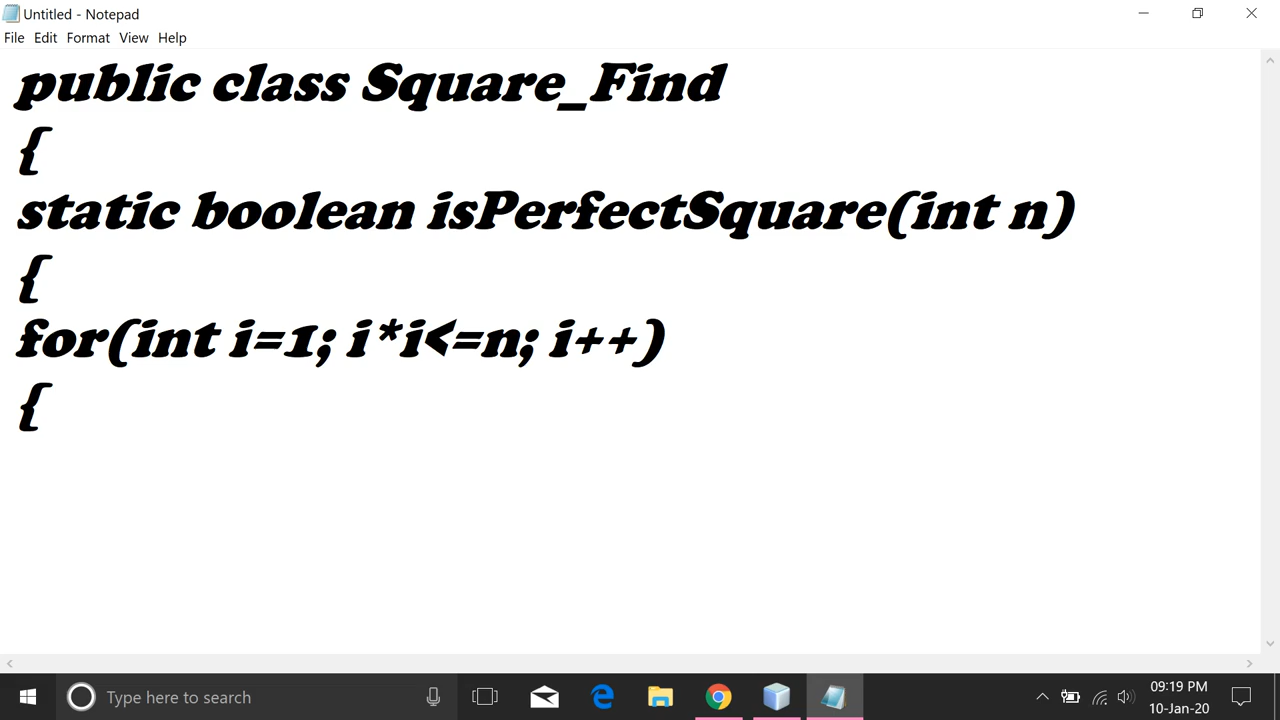 Untitled - Notepad
File Edit Format View Help
public class Square_Find
{
static boolean isPerfectSquare(int n)
{
for(int i=1; i*i<=n; i++)
{
Type here to search
09:19 PM
10-Jan-20